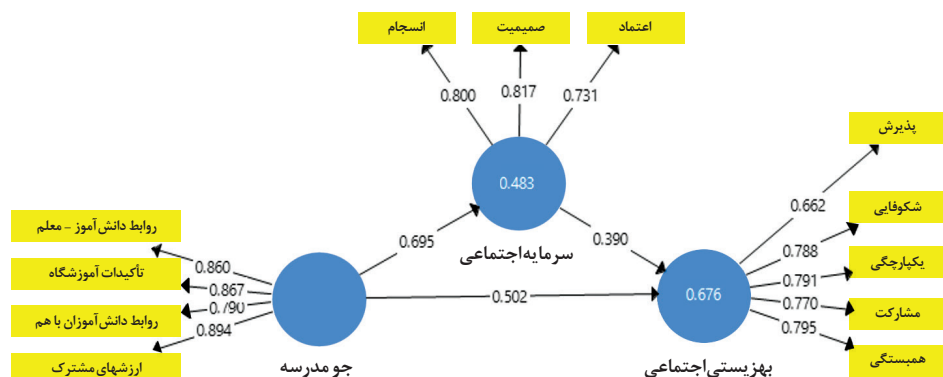 انسجام
صمیمیت
اعتماد
0.800
0.817
0.731
پذیرش
0.662
0.483
سرمایه‌اجتماعی
شکوفایی
0.788
روابط دانش‌آموز – معلم
0.860
0.695
0.390
یکپارچگی
0.791
تأکیدات آموزشگاه
0.867
0.502
0.676
مشارکت
0.770
روابط دانش‌آموزان با هم
0.790
همبستگی
0.795
ارزشهای مشترک
0.894
جو مدرسه
بهزیستی‌اجتماعی